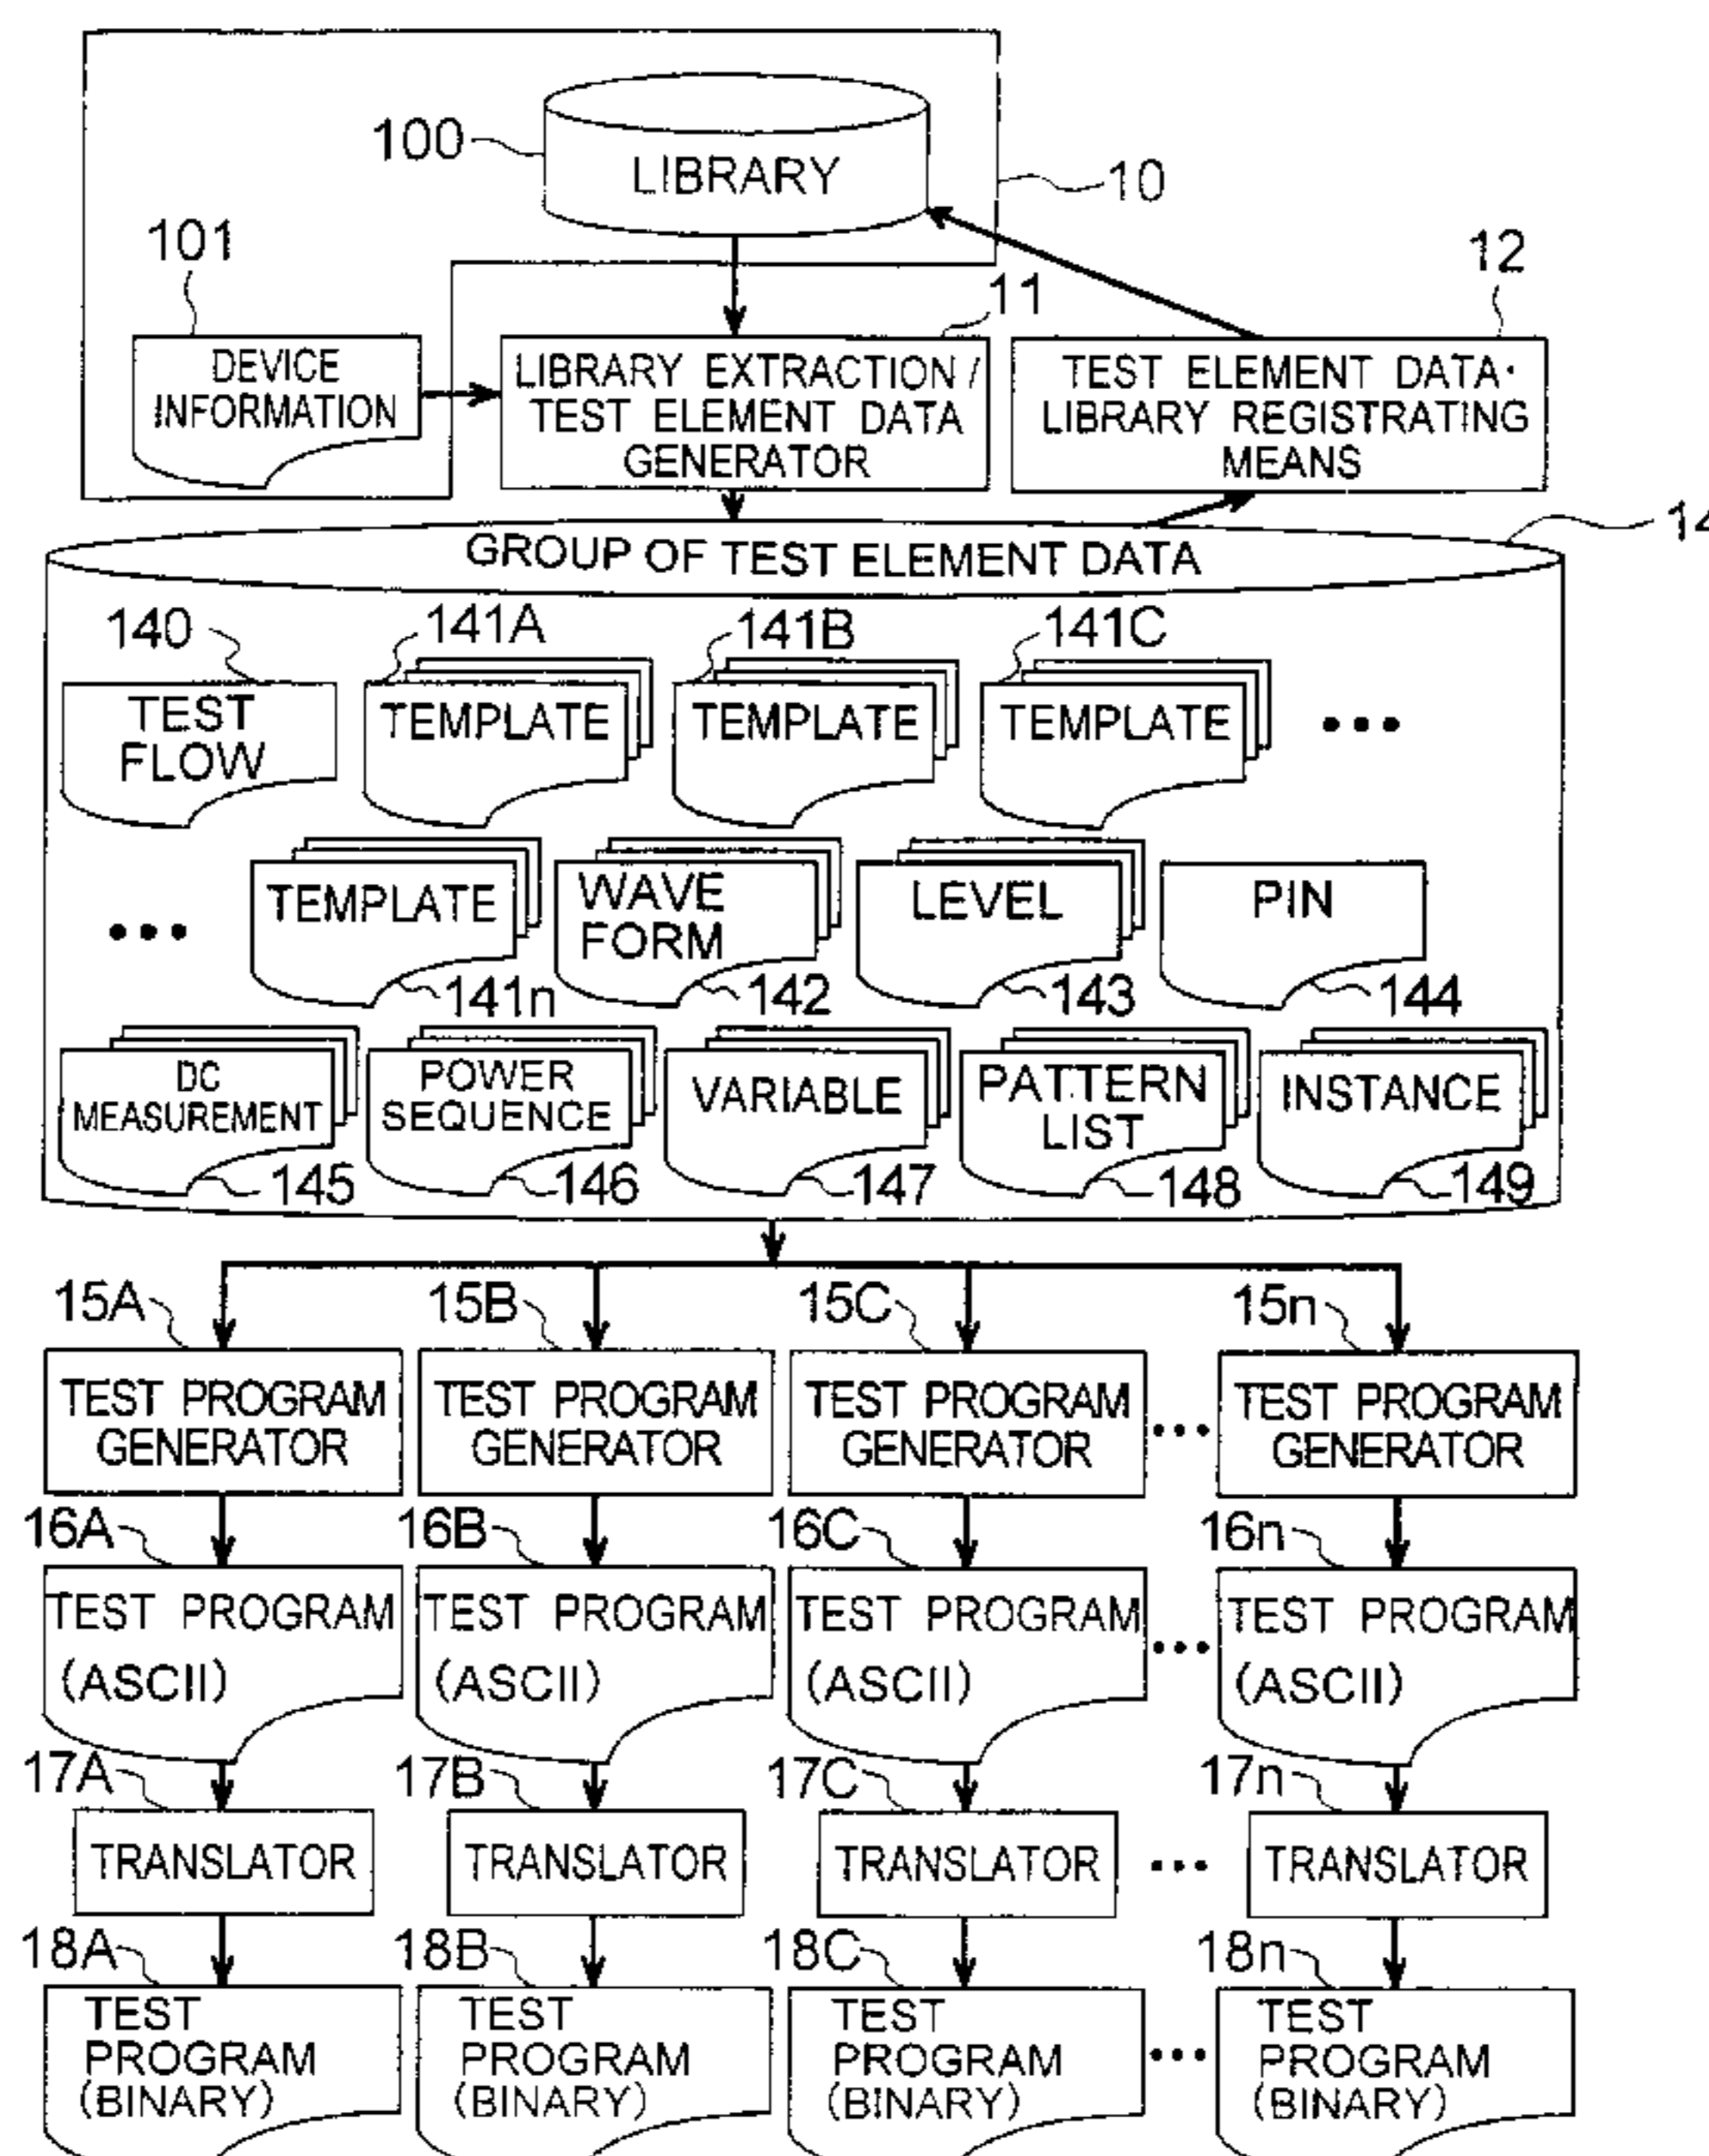 100
LIBRARY
10
101
12
11
DEVICE
INFORMATION
LIBRARY EXTRACTION /
TEST ELEMENT DATA
GENERATOR
TEST ELEMENT DATA·
LIBRARY REGISTRATING
MEANS
14
GROUP OF TEST ELEMENT DATA
140
141A
141B
141C
TEST
FLOW
TEMPLATE
TEMPLATE
TEMPLATE
•••
•••
TEMPLATE
WAVE
FORM
LEVEL
PIN
141n
142
143
144
DC
MEASUREMENT
POWER
SEQUENCE
VARIABLE
PATTERN
LIST
INSTANCE
145
146
147
148
149
15A
15B
15C
15n
TEST PROGRAM
GENERATOR
TEST PROGRAM
GENERATOR
TEST PROGRAM
GENERATOR
•••
TEST PROGRAM
GENERATOR
16A
16B
16C
16n
TEST PROGRAM
(ASCII)
TEST PROGRAM
(ASCII)
TEST PROGRAM
(ASCII)
•••
TEST PROGRAM
(ASCII)
17A
17B
17C
17n
TRANSLATOR
TRANSLATOR
TRANSLATOR
•••
TRANSLATOR
18A
18B
18C
18n
TEST
PROGRAM
(BINARY)
TEST
PROGRAM
(BINARY)
TEST
PROGRAM
(BINARY)
•••
TEST
PROGRAM
(BINARY)